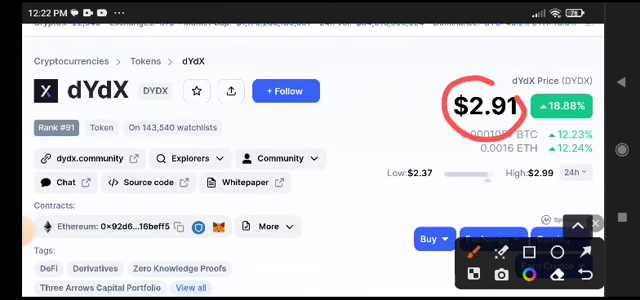 12:22 PM
Cryptocurrencies Tokens dYdX
dYdX DYDX
+ Follow
dYdX Price (DYDX)
$2.91 18.88%
BTC 12.23%
0.0016 ETH 12.24%
Rank #91 Token On 143,540 watchlists
Low:$2.37 High:$2.99 24h
dydx.community Explorers Community
Chat Source code Whitepaper
Contracts:
Ethereum: 0x92d6...16beff5 More
Buy
Tags:
DeFi Derivatives Zero Knowledge Proofs
Three Arrows Capital Portfolio View all